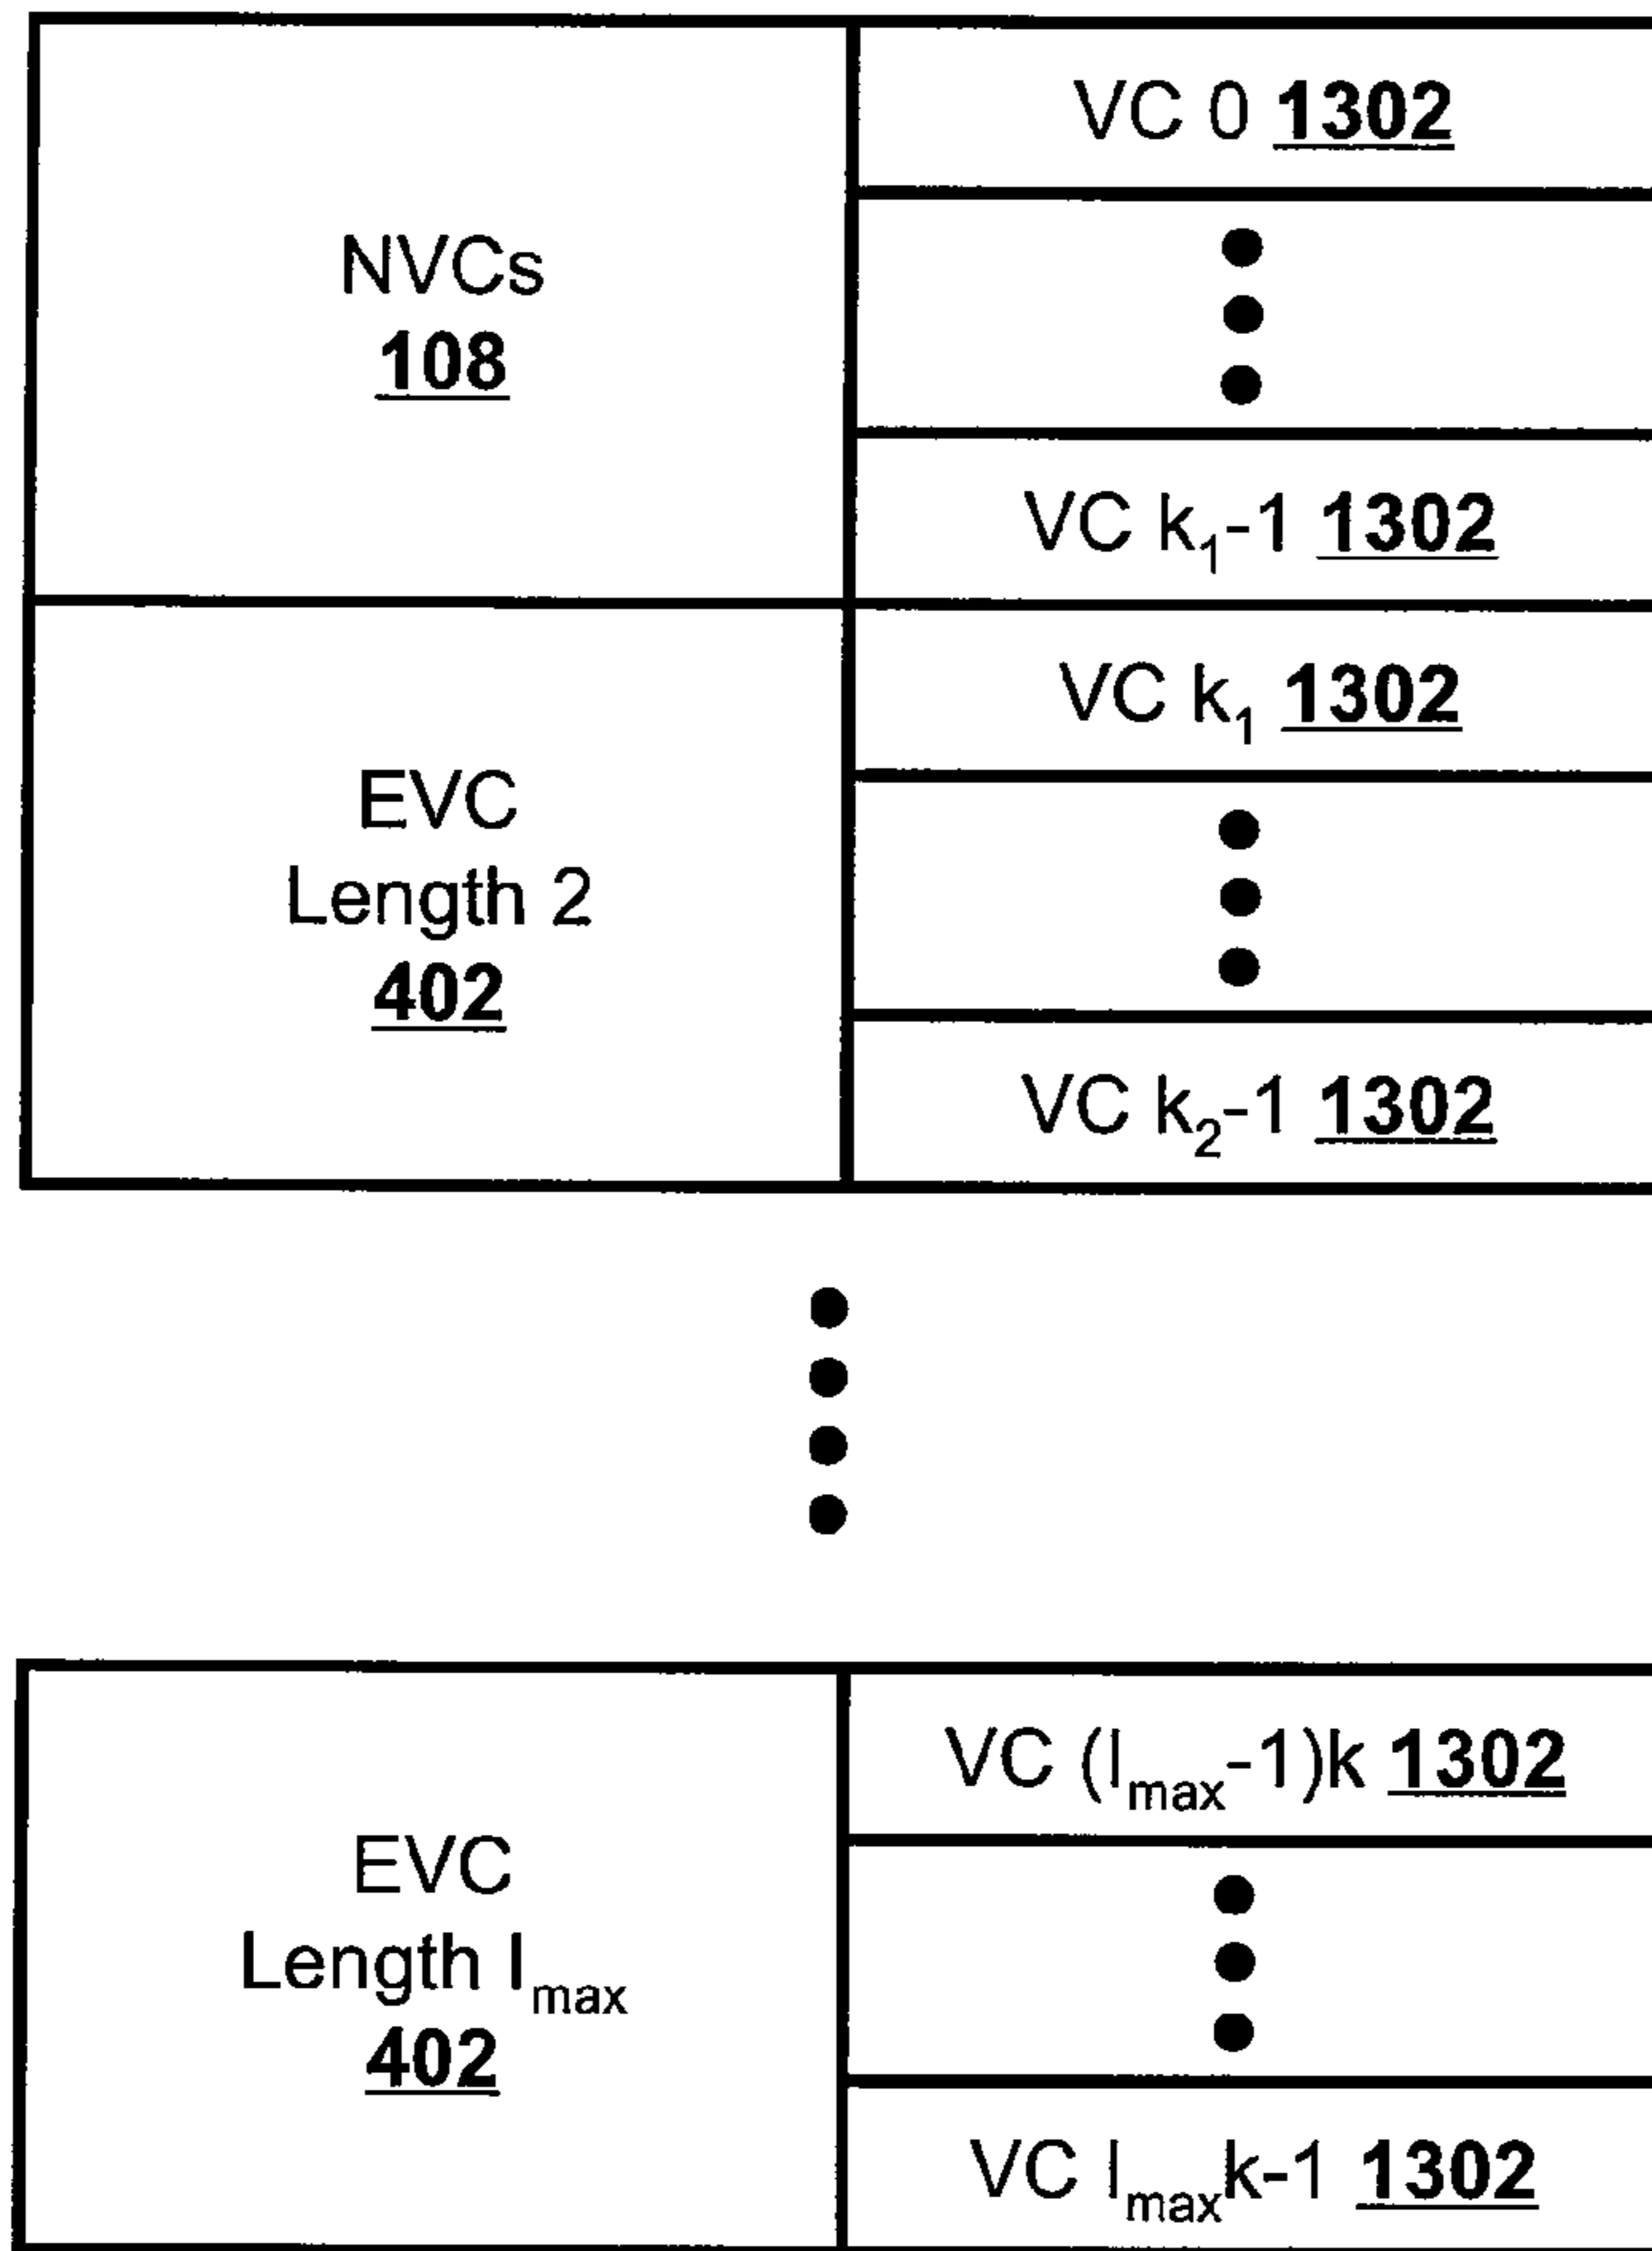 VC 0 1302
NVCs
108
VC k₁-1 1302
VC k₁ 1302
EVC
Length 2
402
VC k₂-1 1302
VC (lmax-1)k 1302
EVC
Length lmax
402
VC lmaxk-1 1302